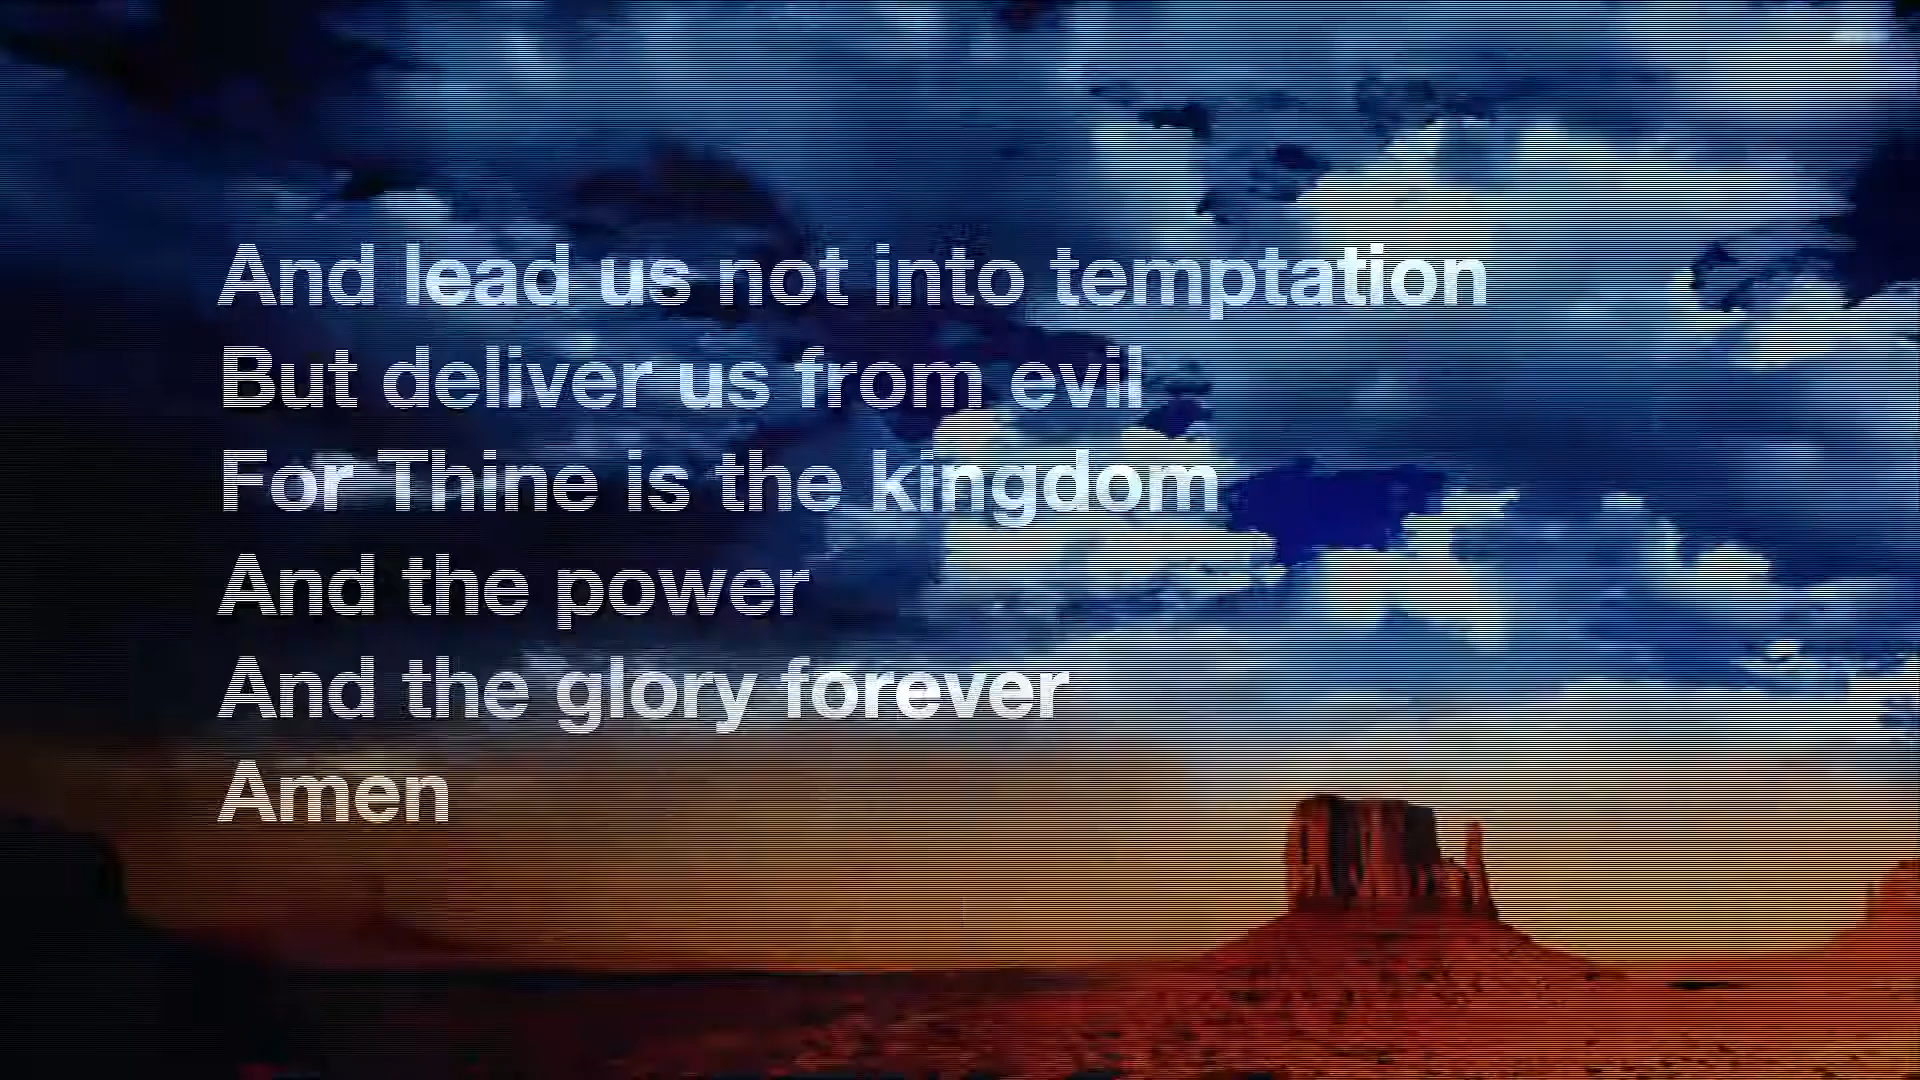 And lead us not into temptation
But deliver us from evil
For Thine is the kingdom
And the power
And the glory forever
Amen